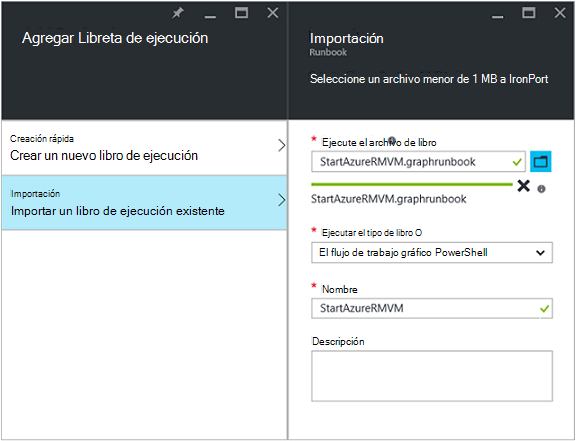 Agregar Libreta de ejecución
Creación rápida
Crear un nuevo libro de ejecución
Importación
Importar un libro de ejecución existente
Importación
Runbook
Seleccione un archivo menor de 1 MB a IronPort
* Ejecute el archivo de libro
StartAzureRMVM.graphrunbook
StartAzureRMVM.graphrunbook
* Ejecutar el tipo de libro O
El flujo de trabajo gráfico PowerShell
* Nombre
StartAzureRMVM
Descripción